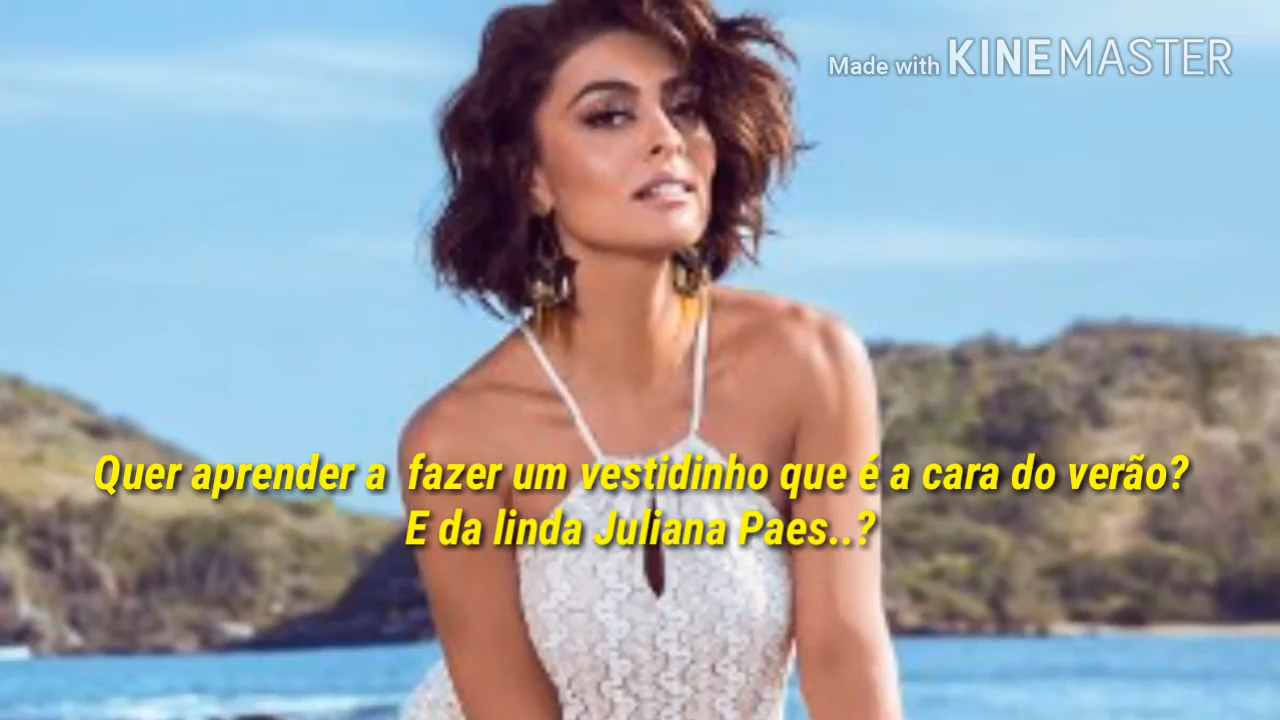 Made with KINEMASTER
Quer aprender a fazer um vestidinho que é a cara do verão?
E da linda Juliana Paes..?